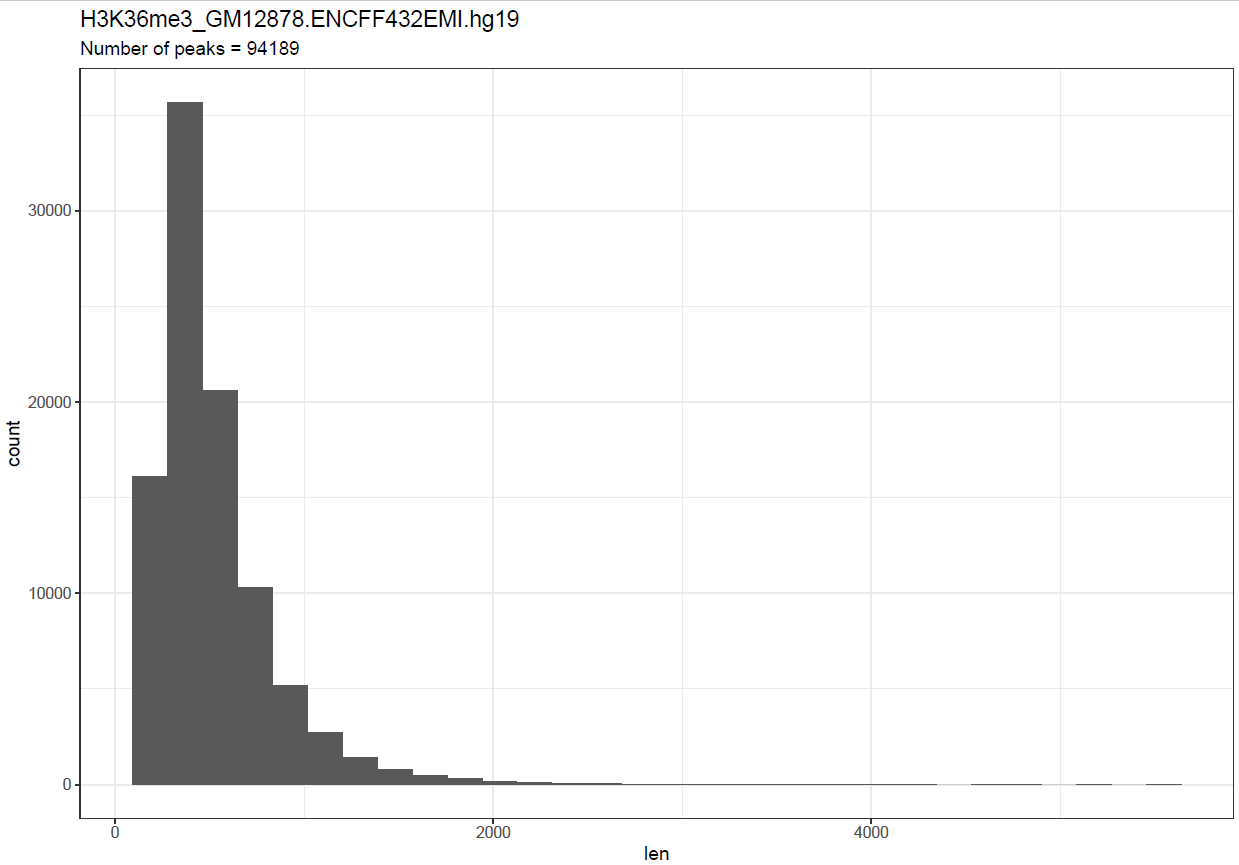 H3K36me3_GM12878.ENCFF432EMI.hg19
Number of peaks = 94189
30000
20000
10000
0
count
0 2000 4000
len